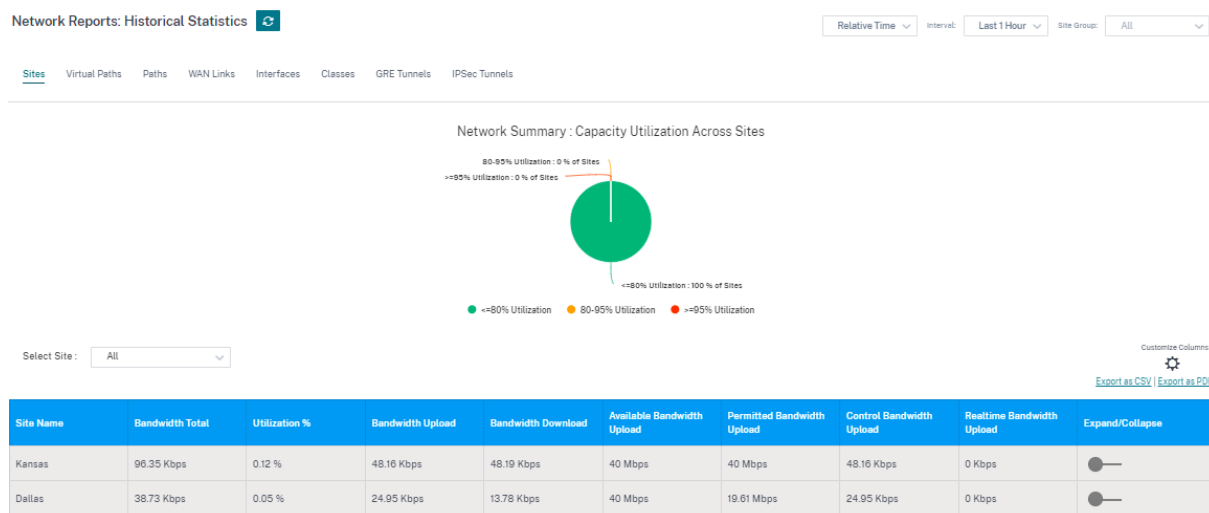 Network Reports: Historical Statistics
Relative Time Interval: Last 1 Hour Site Group: All
Sites Virtual Paths Paths WAN Links Interfaces Classes GRE Tunnels IPSec Tunnels
Network Summary : Capacity Utilization Across Sites
80-95% Utilization : 0 % of Sites
>=95% Utilization : 0 % of Sites
<=80% Utilization : 100 % of Sites
<=80% Utilization 80-95% Utilization >=95% Utilization
Customize Columns
Select Site : All
Export as CSV | Export as PD
Site Name Bandwidth Total Utilization % Bandwidth Upload Bandwidth Download Available Bandwidth Upload Permitted Bandwidth Upload Control Bandwidth Upload Realtime Bandwidth Upload Expand/Collapse
Kansas 96.35 Kbps 0.12 % 48.16 Kbps 48.19 Kbps 40 Mbps 40 Mbps 48.16 Kbps 0 Kbps
Dallas 38.73 Kbps 0.05 % 24.95 Kbps 13.78 Kbps 40 Mbps 19.61 Mbps 24.95 Kbps 0 Kbps